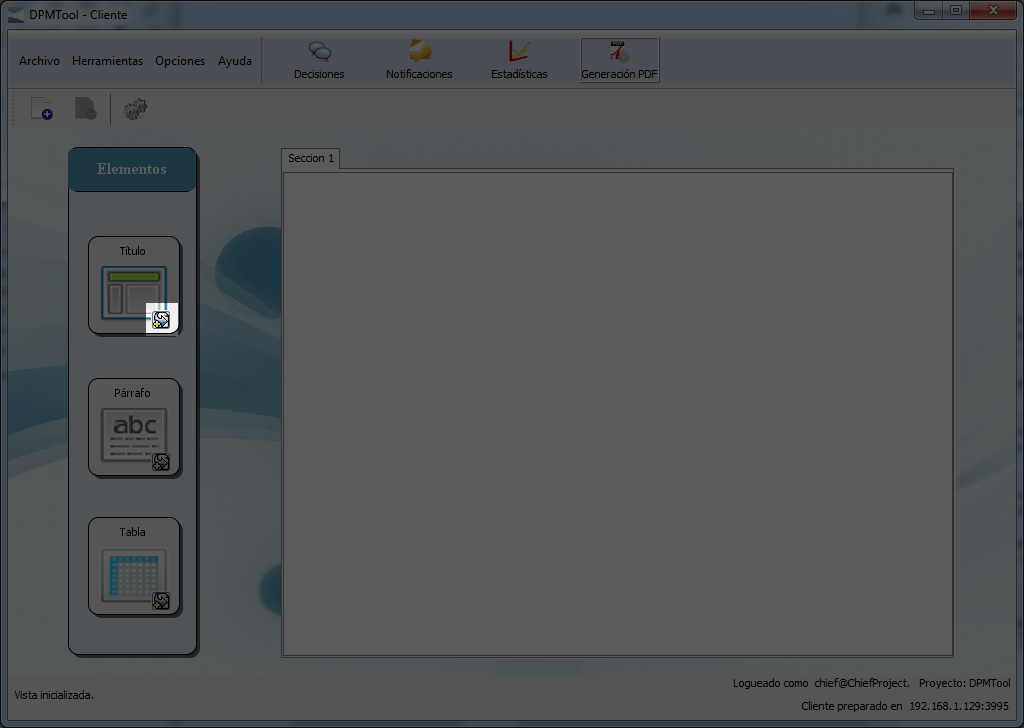 DPMTool - Cliente
Archivo Herramientas Opciones Ayuda
Decisiones Notificaciones Estadísticas Generación PDF
Elementos
Seccion 1
Título
Párrafo
abc
Tabla
Logueado como chief@ChiefProject. Proyecto: DPMTool
Vista inicializada.
Cliente preparado en 192.168.1.129:3995